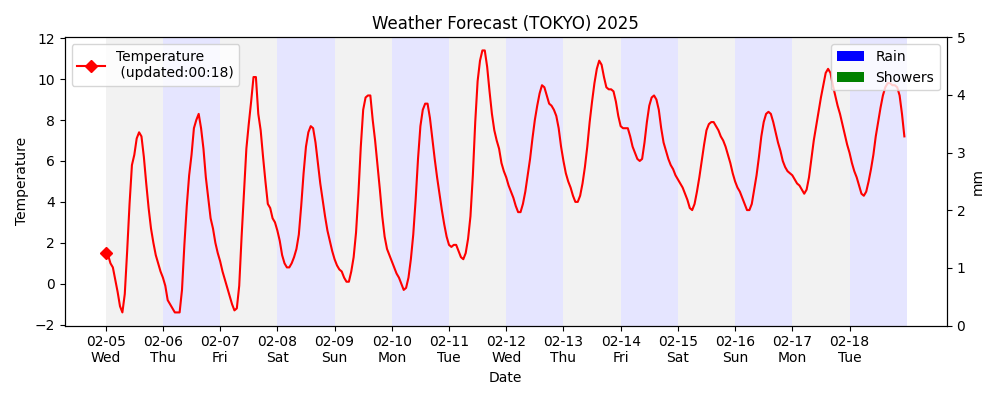 Weather Forecast (TOKYO) 2025
Temperature
(updated:00:18)
Rain
Showers
Temperature
mm
12
10
8
6
4
2
0
−2
5
4
3
2
1
0
02-05 02-06 02-07 02-08 02-09 02-10 02-11 02-12 02-13 02-14 02-15 02-16 02-17 02-18
Wed Thu Fri Sat Sun Mon Tue Wed Thu Fri Sat Sun Mon Tue
Date